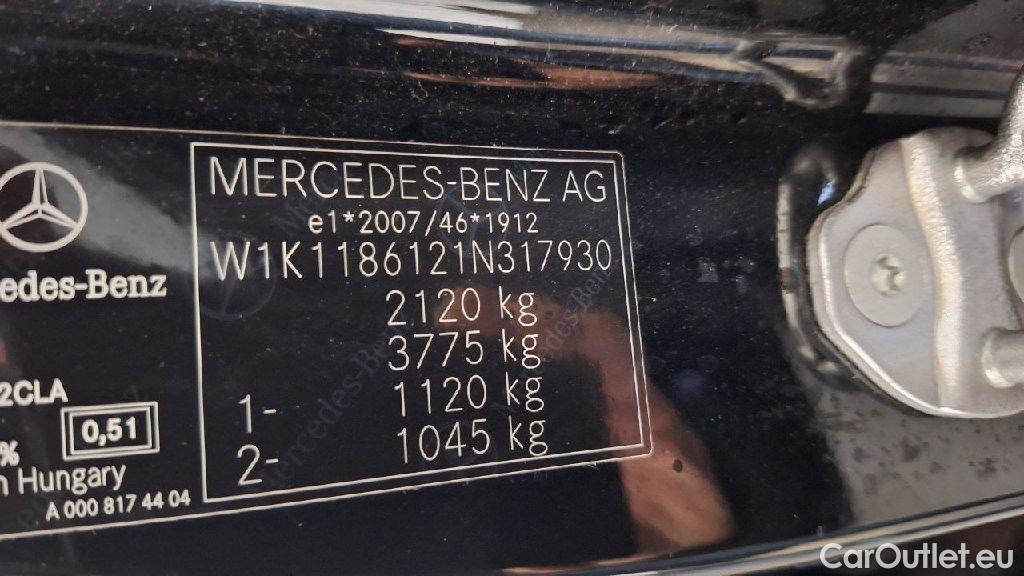 MERCEDES-BENZ AG
e1*2007/46*1912
W1K1186121N317930
2120 kg
3775 kg
1- 1120 kg
2- 1045 kg
edes-Benz
2CLA
0,51
%
n Hungary
A 000 817 44 04
CarOutlet.eu